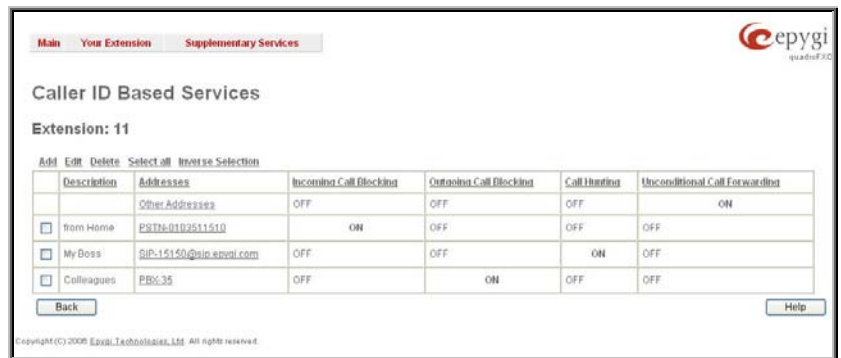 Main Your Extension Supplementary Services
epygi
quadroFXO
Caller ID Based Services
Extension: 11
Add Edit Delete Select all Inverse Selection
Description Addresses Incoming Call Blocking Outgoing Call Blocking Call Hunting Unconditional Call Forwarding
Other Addresses OFF OFF OFF ON
from Home PSTN-0103511510 ON OFF OFF OFF
My Boss SIP-15150@sip.epygi.com OFF OFF ON OFF
Colleagues PBX-35 OFF ON OFF OFF
Back Help
Copyright (C) 2006 Epygi Technologies, Ltd. All rights reserved.